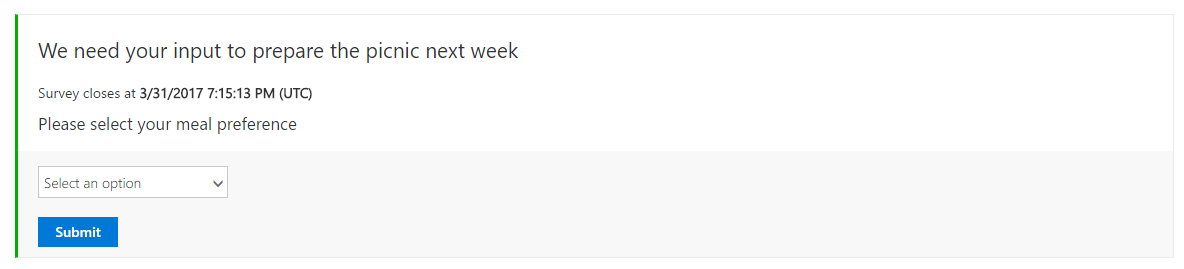 We need your input to prepare the picnic next week
Survey closes at 3/31/2017 7:15:13 PM (UTC)
Please select your meal preference
Select an option
Submit